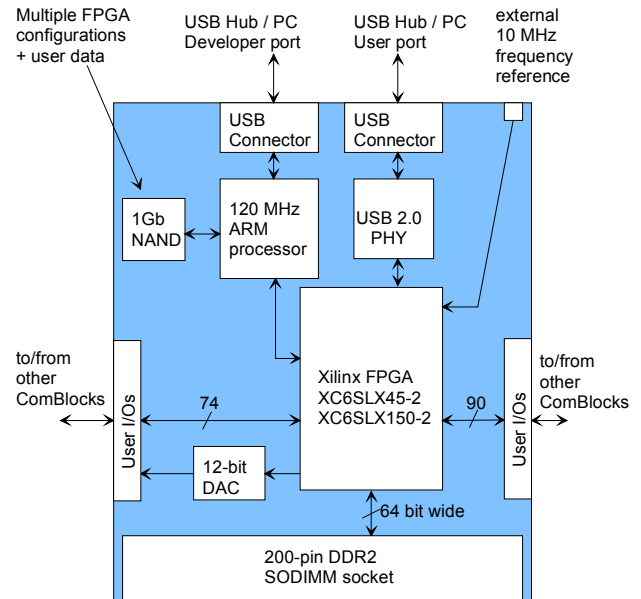 Multiple FPGA
configurations
+ user data
USB Hub / PC
Developer port
USB Hub / PC
User port
external
10 MHz
frequency
reference
USB
Connector
USB
Connector
1Gb
NAND
120 MHz
ARM
processor
USB 2.0
PHY
to/from
other
ComBlocks
User I/Os
74
Xilinx FPGA
XC6SLX45-2
XC6SLX150-2
90
User I/Os
to/from
other
ComBlocks
12-bit
DAC
64 bit wide
200-pin DDR2
SODIMM socket